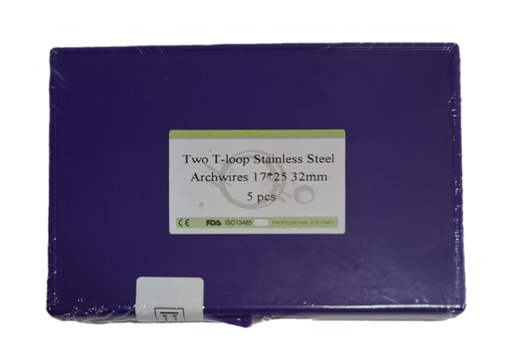 Two T-loop Stainless Steel
Archwires 17*25 32mm
5 pcs
CE FDA ISO13485 PROFESSIONAL USE ONLY